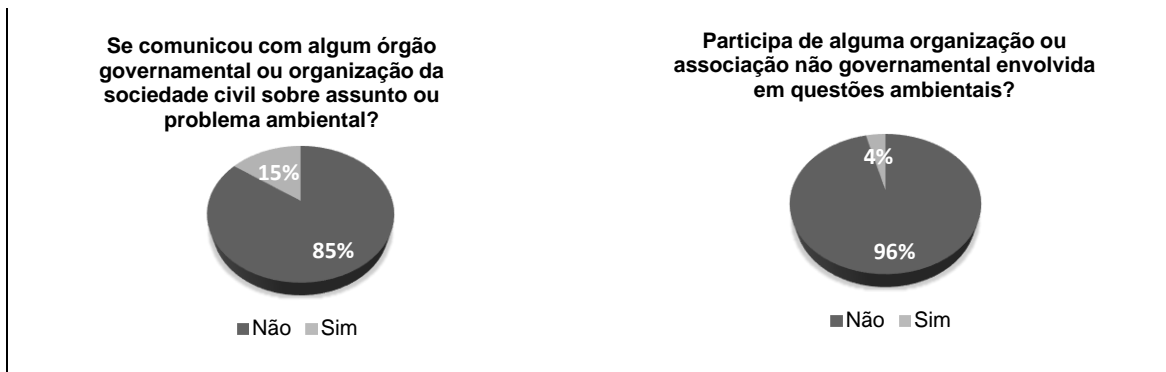 Se comunicou com algum órgão
governamental ou organização da
sociedade civil sobre assunto ou
problema ambiental?
15%
85%
Não Sim
Participa de alguma organização ou
associação não governamental envolvida
em questões ambientais?
4%
96%
Não Sim